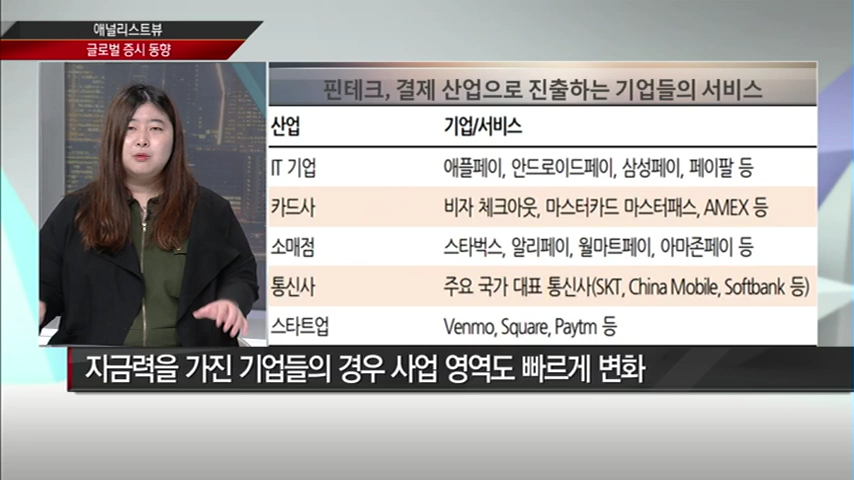 애널리스트뷰
글로벌 증시 동향
핀테크, 결제 산업으로 진출하는 기업들의 서비스
산업 기업/서비스
IT 기업 애플페이, 안드로이드페이, 삼성페이, 페이팔 등
카드사 비자 체크아웃, 마스터카드 마스터패스, AMEX 등
소매점 스타벅스, 알리페이, 월마트페이, 아마존페이 등
통신사 주요 국가 대표 통신사(SKT, China Mobile, Softbank 등)
스타트업 Venmo, Square, Paytm 등
자금력을 가진 기업들의 경우 사업 영역도 빠르게 변화